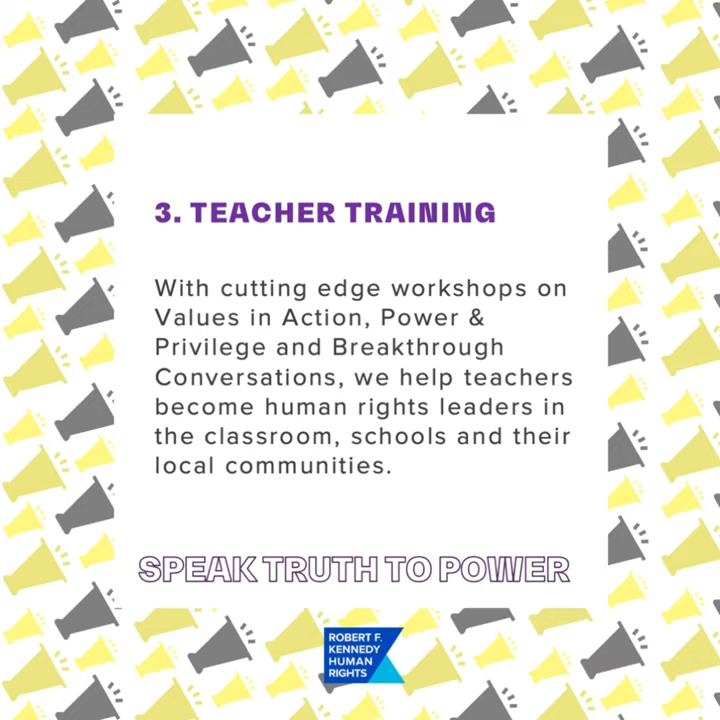 3. TEACHER TRAINING
With cutting edge workshops on
Values in Action, Power &
Privilege and Breakthrough
Conversations, we help teachers
become human rights leaders in
the classroom, schools and their
local communities.
SPEAK TRUTH TO POWER
ROBERT F.
KENNEDY
HUMAN
RIGHTS